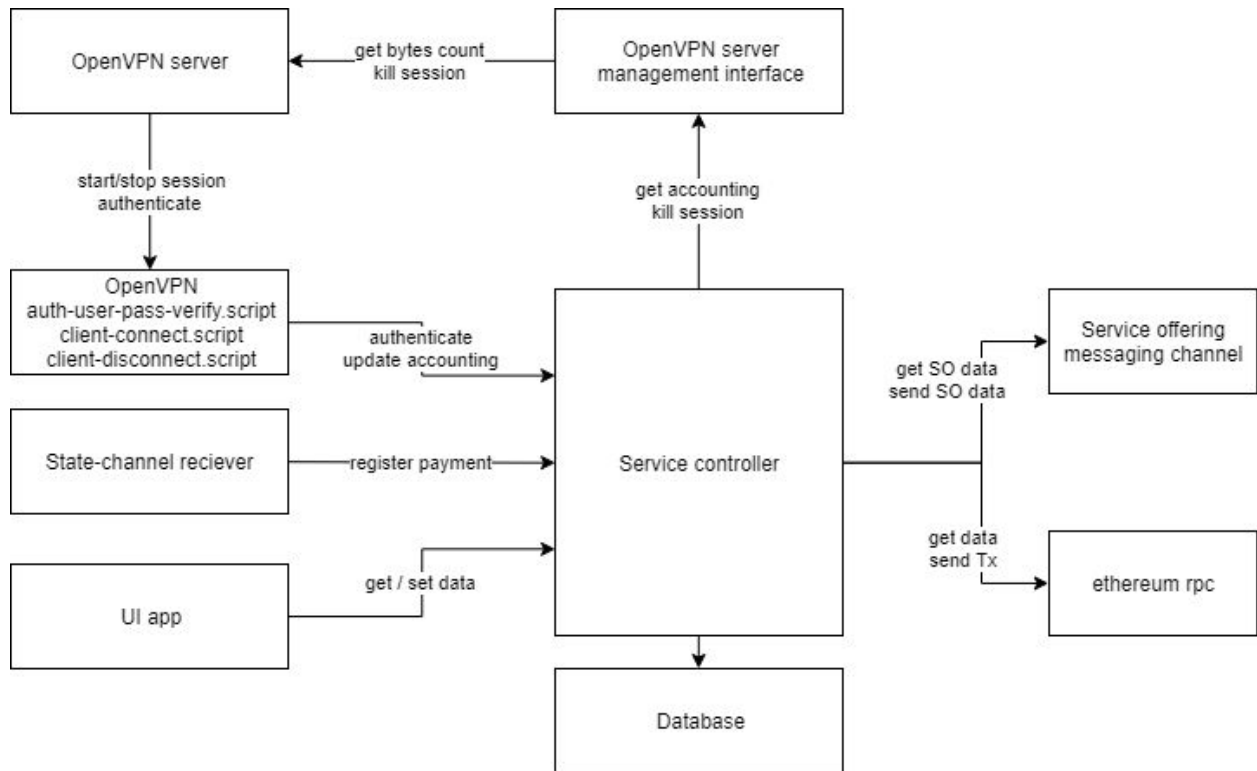 OpenVPN server
get bytes count
kill session
OpenVPN server
management interface
start/stop session
authenticate
get accounting
kill session
OpenVPN
auth-user-pass-verify.script
client-connect.script
client-disconnect.script
authenticate
update accounting
Service offering
messaging channel
get SO data
send SO data
State-channel reciever
register payment
Service controller
get data
send Tx
ethereum rpc
UI app
get / set data
Database